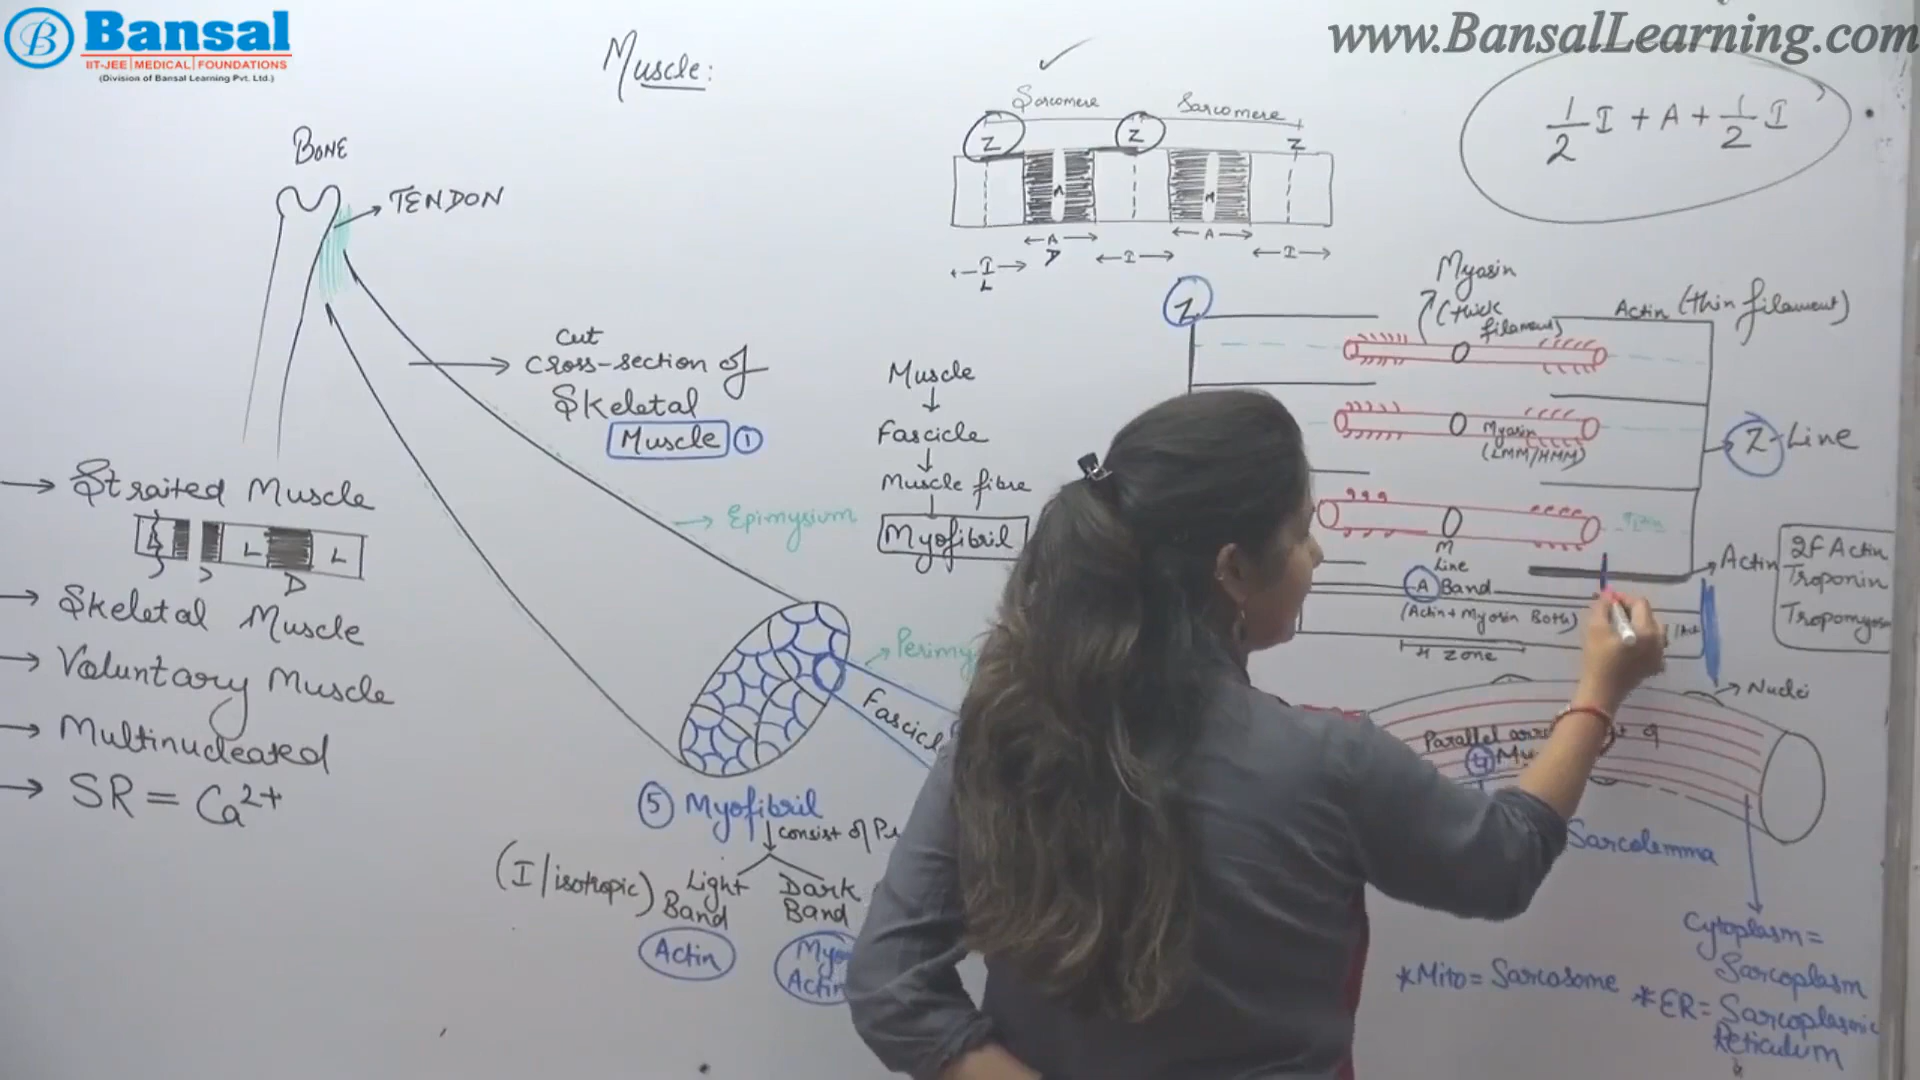 Bansal
IIT-JEE | MEDICAL | FOUNDATIONS
(Division of Bansal Learning Pvt. Ltd.)
www.BansalLearning.com
Muscle:
BONE
TENDON
Cut
Cross-section of
Skeletal
Muscle ①
Epimysium
Straited Muscle
L
L
D
Skeletal Muscle
Voluntary Muscle
Multinucleated
SR = Ca2+
Muscle
↓
Fascicle
↓
Muscle fibre
Myofibril
⑤ Myofibril
consist of
(I/isotropic)
Light
Band
Dark
Band
Actin
Sarcomere
Sarcomere
Z
Z
Z
M
M
←A→
D
←A→
←I→
L
←I→
←I→
1/2 I + A + 1/2 I
Myosin
(thick
filament)
Actin (thin filament)
Z
Myosin
(LMM/HMM)
Z-Line
M
Line
A Band
(Actin+Myosin Both)
H Zone
Actin
2F Actin
Troponin
Nuclei
Sarcolemma
Cytoplasm =
Sarcoplasm
*Mito = Sarcosome
*ER = Sarcoplasmic
Reticulum